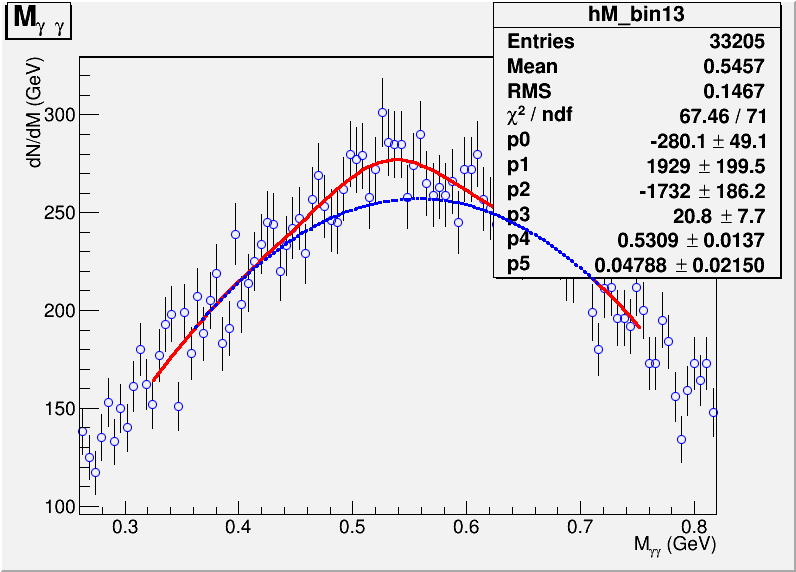 M γ γ
hM_bin13
Entries 33205
Mean 0.5457
RMS 0.1467
χ² / ndf 67.46 / 71
p0 -280.1 ± 49.1
p1 1929 ± 199.5
p2 -1732 ± 186.2
p3 20.8 ± 7.7
p4 0.5309 ± 0.0137
p5 0.04788 ± 0.02150
dN/dM (GeV)
300
250
200
150
100
0.3 0.4 0.5 0.6 0.7 0.8
Mγγ (GeV)